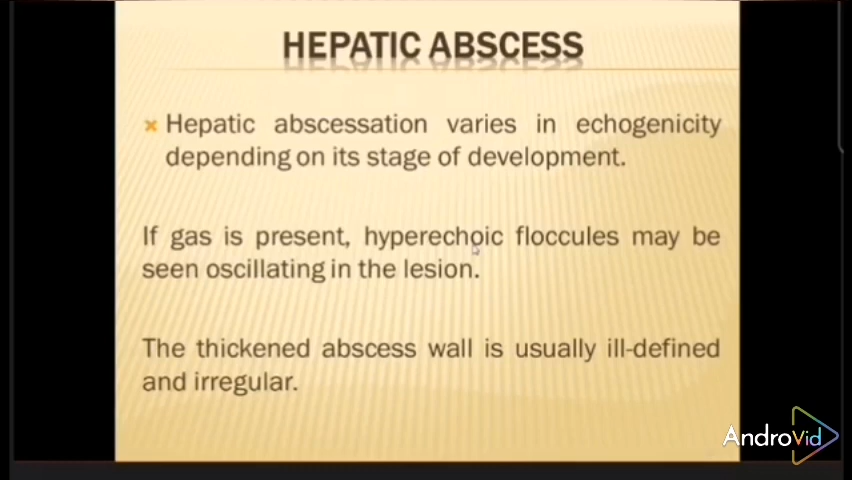 HEPATIC ABSCESS
Hepatic abscessation varies in echogenicity
depending on its stage of development.
If gas is present, hyperechoic floccules may be
seen oscillating in the lesion.
The thickened abscess wall is usually ill-defined
and irregular.
AndroVid